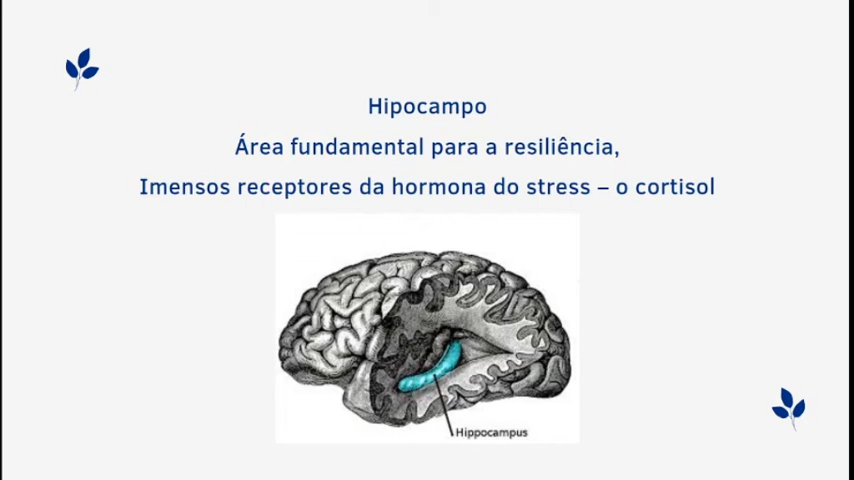 Hipocampo
Área fundamental para a resiliência,
Imensos receptores da hormona do stress – o cortisol
Hippocampus